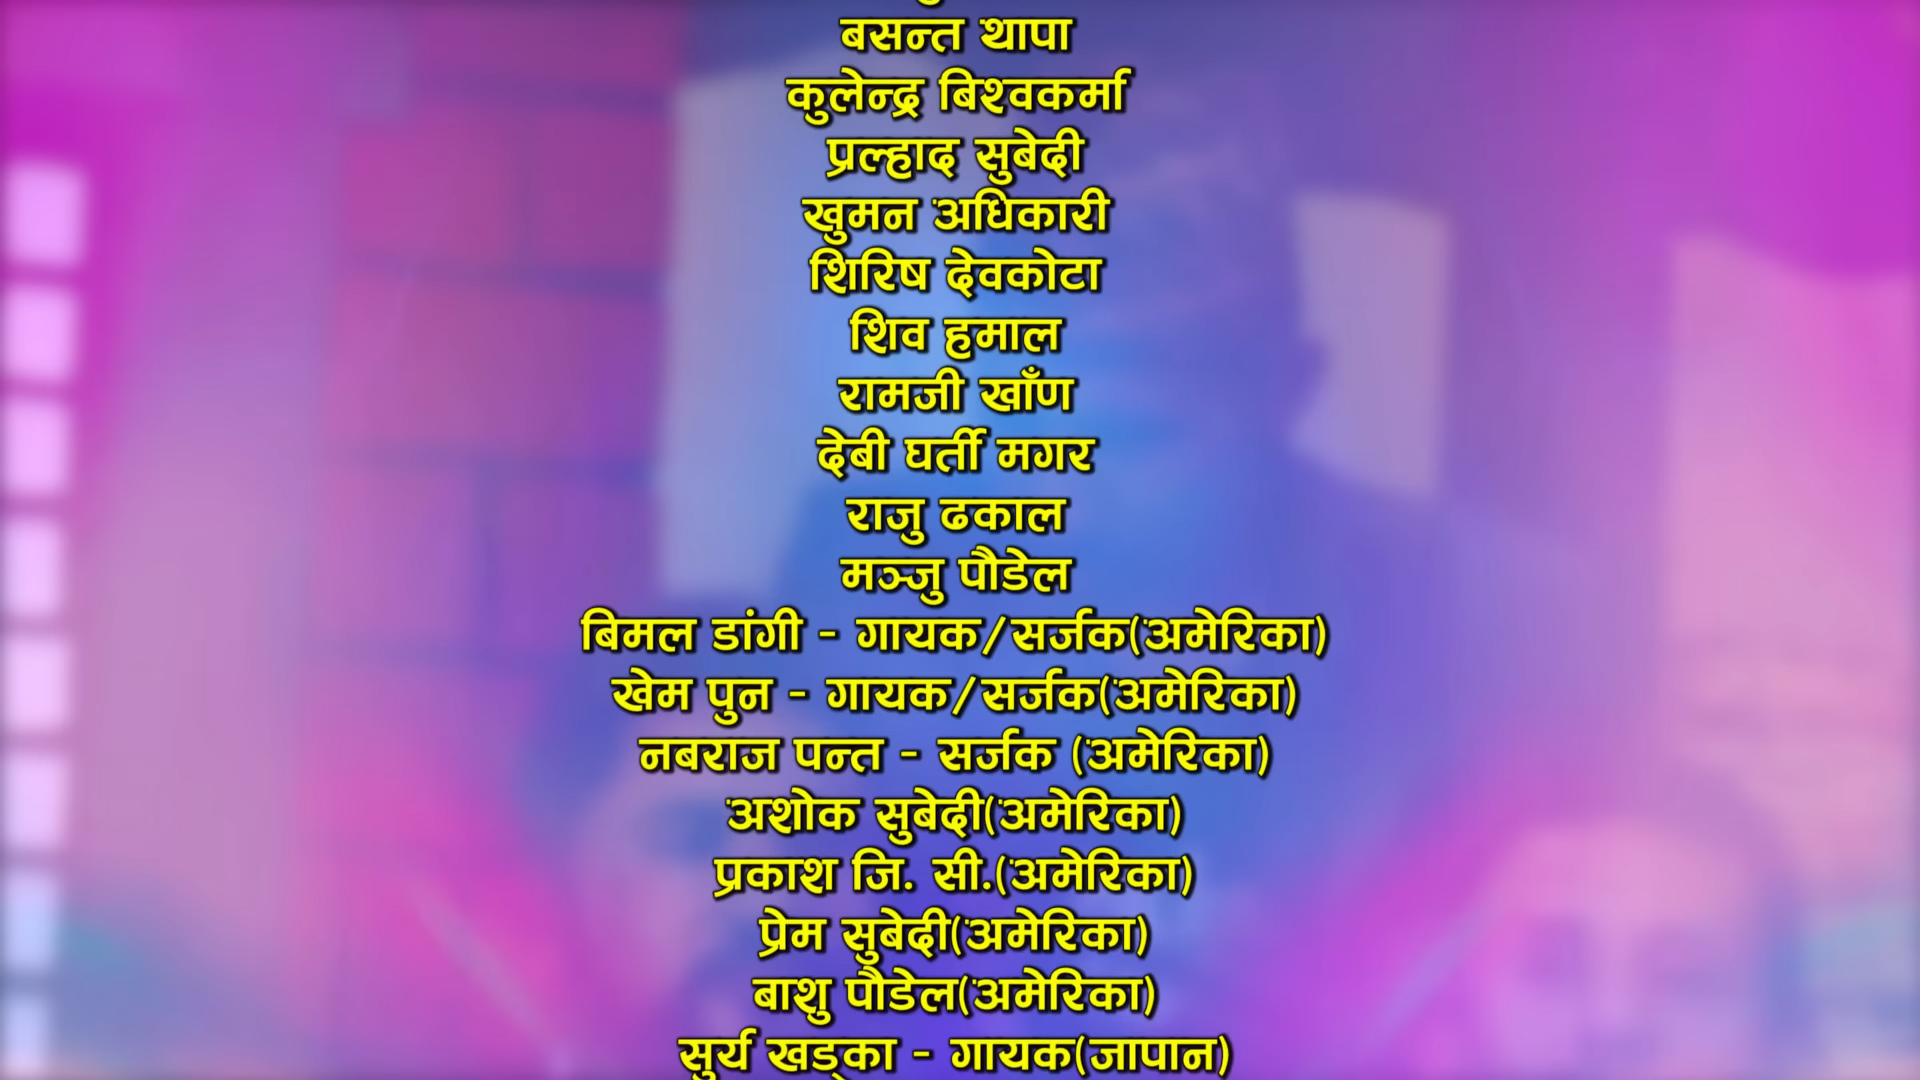 बसन्त थापा
कुलेन्द्र बिश्वकर्मा
प्रल्हाद सुबेदी
खुमन अधिकारी
शिरिष देवकोटा
शिव हमाल
रामजी खाँण
देबी घर्ती मगर
राजु ढकाल
मञ्जु पौडेल
बिमल डांगी - गायक/सर्जक(अमेरिका)
खेम पुन - गायक/सर्जक(अमेरिका)
नबराज पन्त - सर्जक (अमेरिका)
अशोक सुबेदी(अमेरिका)
प्रकाश जि. सी.(अमेरिका)
प्रेम सुबेदी(अमेरिका)
बाशु पौडेल(अमेरिका)
सुर्य खड्का - गायक(जापान)